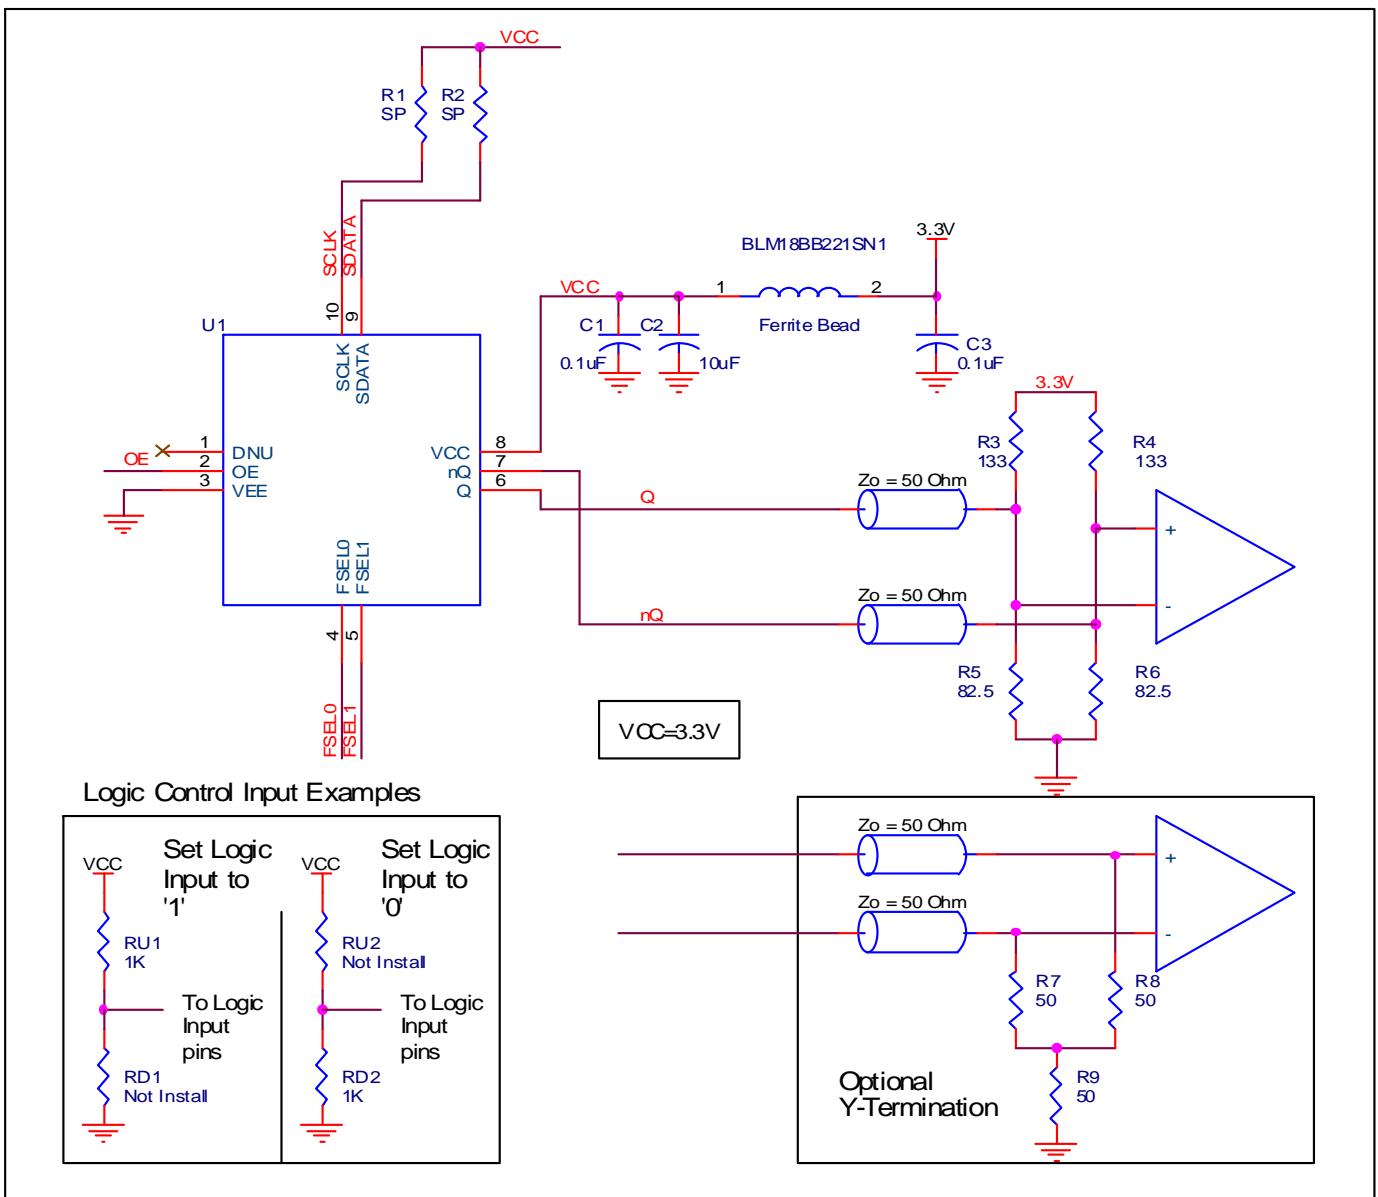 VCC
R1
SP
R2
SP
SCLK
SDATA
10
9
U1
SCLK
SDATA
1
DNU
OE
2
OE
3
VEE
VCC
8
nQ
7
Q
6
FSEL0
FSEL1
4
5
FSEL0
FSEL1
BLM18BB221SN1
3.3V
VCC
1
2
Ferrite Bead
C1
0.1uF
C2
10uF
C3
0.1uF
3.3V
R3
133
R4
133
Zo = 50 Ohm
Q
+
Zo = 50 Ohm
nQ
-
R5
82.5
R6
82.5
VCC=3.3V
Logic Control Input Examples
VCC
Set Logic
Input to
'1'
RU1
1K
To Logic
Input
pins
RD1
Not Install
VCC
Set Logic
Input to
'0'
RU2
Not Install
To Logic
Input
pins
RD2
1K
Zo = 50 Ohm
+
Zo = 50 Ohm
-
R7
50
R8
50
R9
50
Optional
Y-Termination